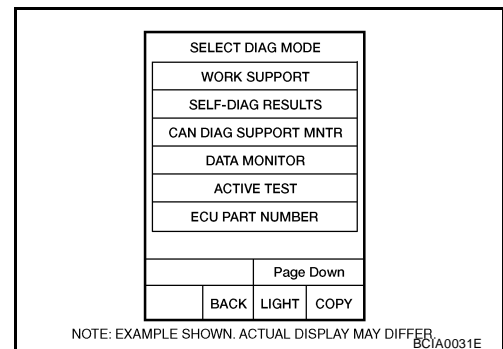 SELECT DIAG MODE
WORK SUPPORT
SELF-DIAG RESULTS
CAN DIAG SUPPORT MNTR
DATA MONITOR
ACTIVE TEST
ECU PART NUMBER
Page Down
BACK LIGHT COPY
NOTE: EXAMPLE SHOWN. ACTUAL DISPLAY MAY DIFFER.
BCIA0031E